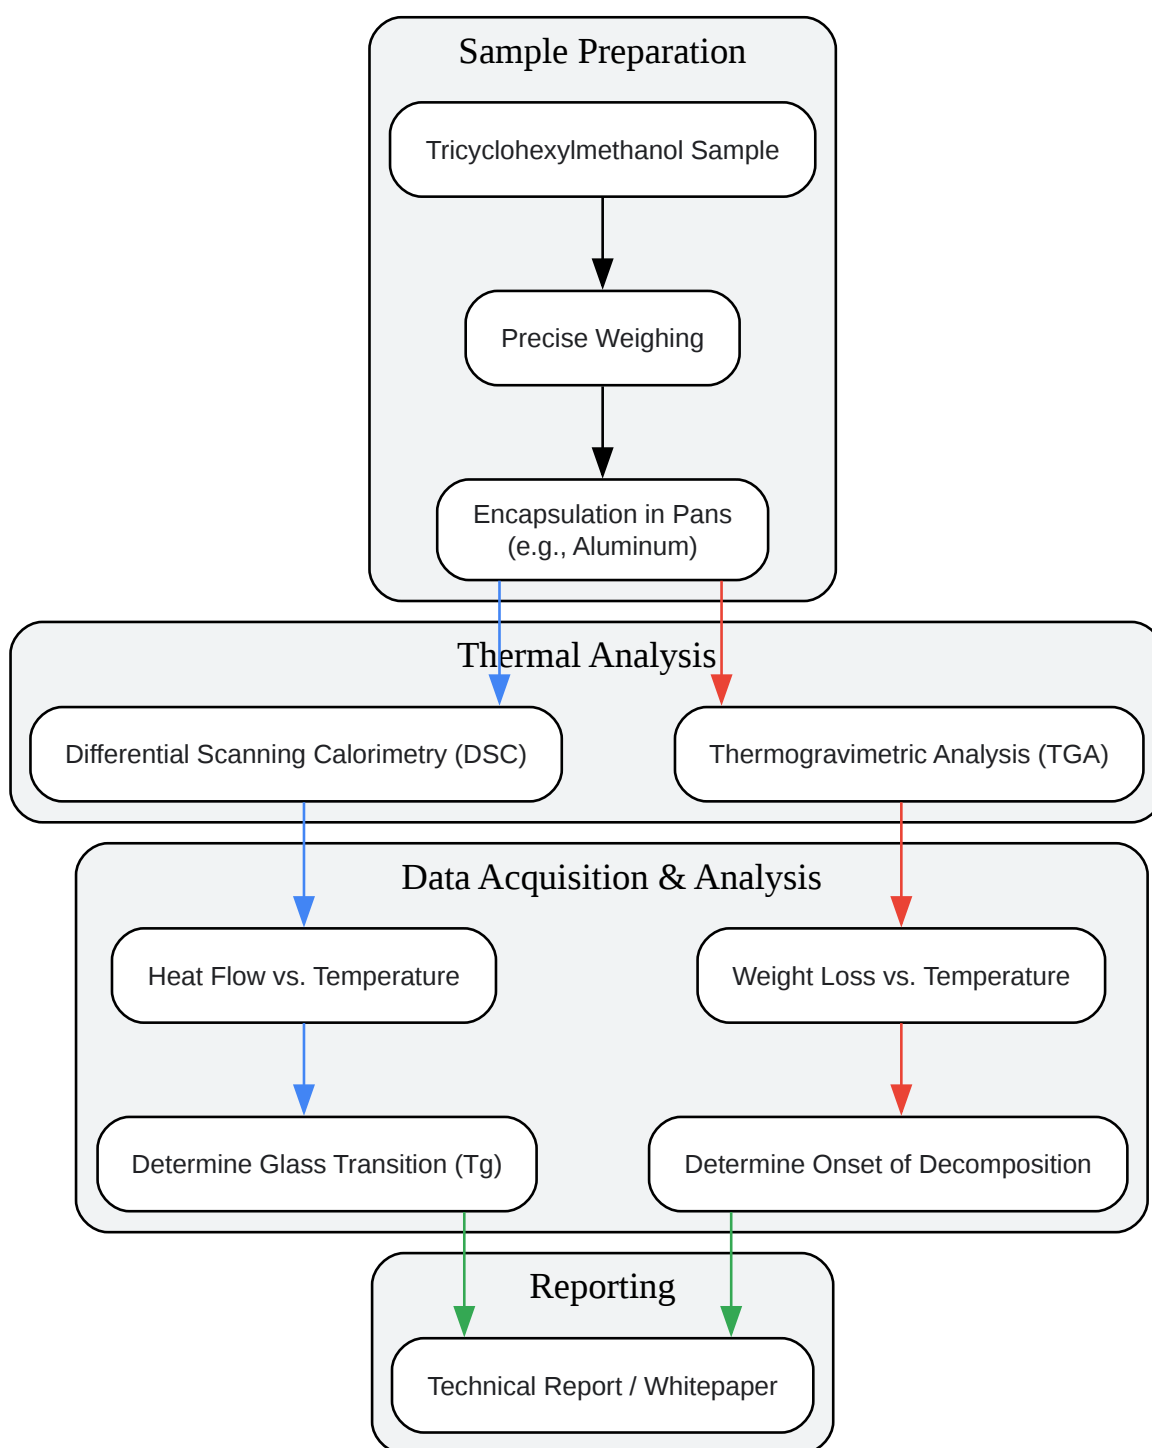 Sample Preparation
Tricyclohexylmethanol Sample
Precise Weighing
Encapsulation in Pans
(e.g., Aluminum)
Thermal Analysis
Differential Scanning Calorimetry (DSC)
Thermogravimetric Analysis (TGA)
Data Acquisition & Analysis
Heat Flow vs. Temperature
Weight Loss vs. Temperature
Determine Glass Transition (Tg)
Determine Onset of Decomposition
Reporting
Technical Report / Whitepaper